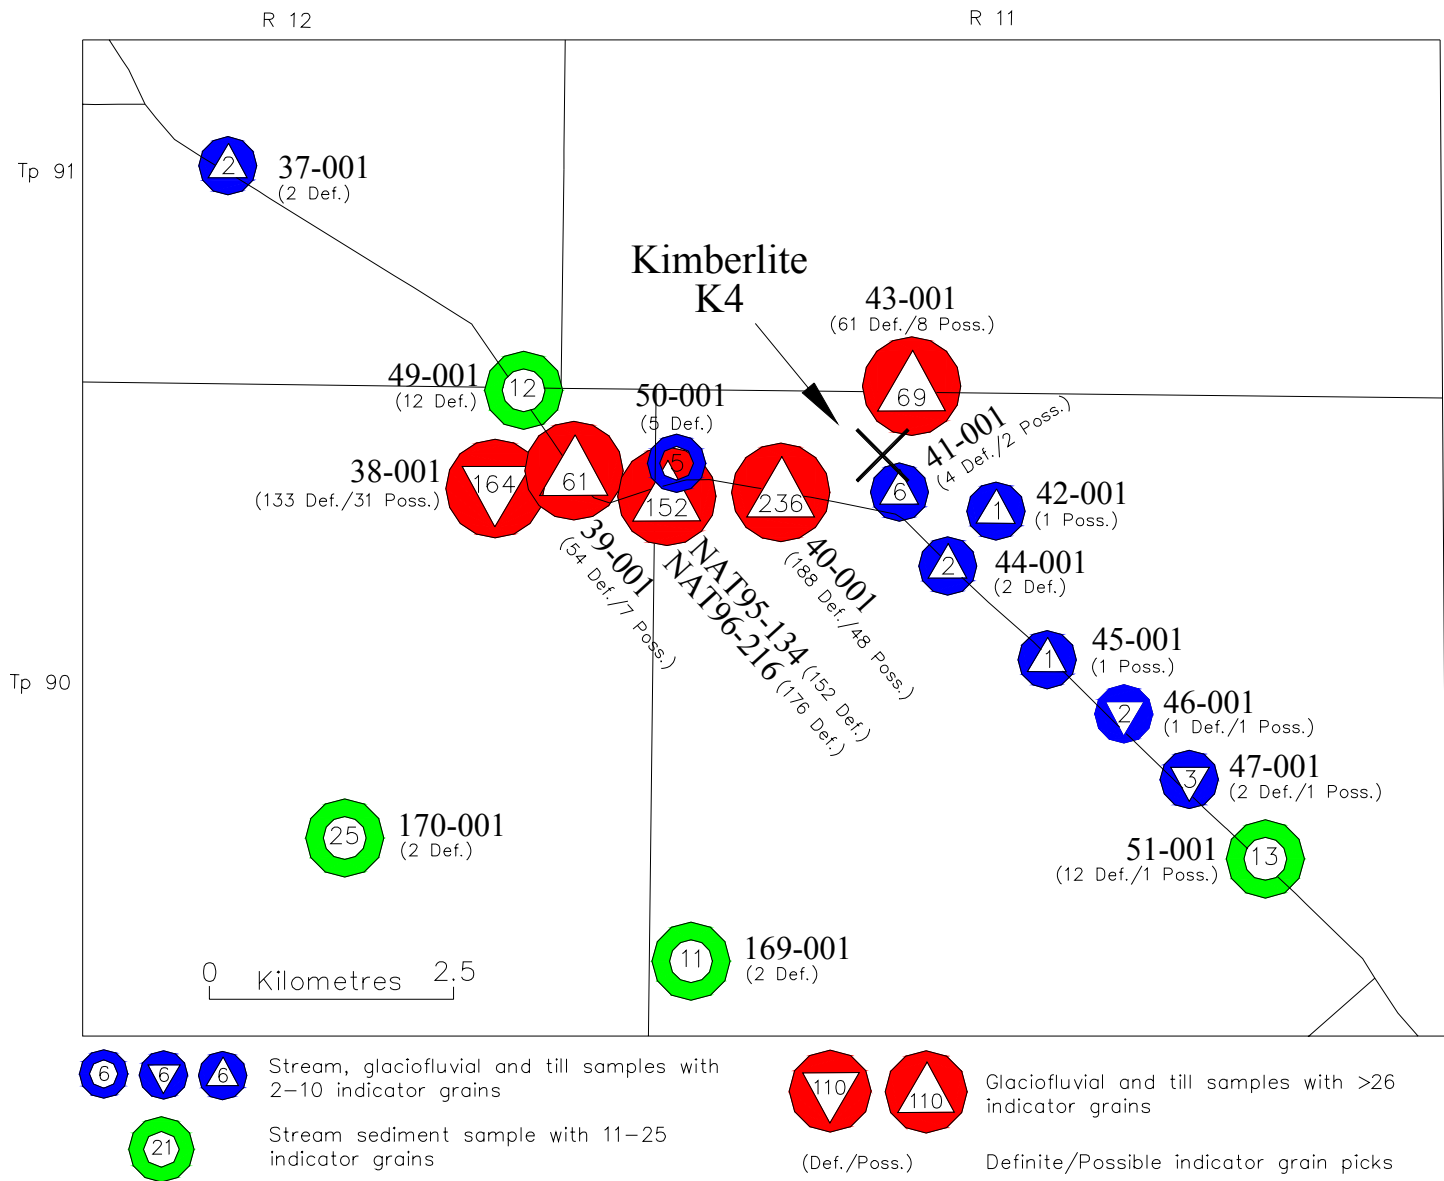 R 12
R 11
Tp 91
2
37-001
(2 Def.)
Kimberlite
K4
43-001
(61 Def./8 Poss.)
69
49-001
(12 Def.)
12
50-001
(5 Def.)
5
41-001
(4 Def./2 Poss.)
6
38-001
(133 Def./31 Poss.)
164
61
39-001
(54 Def./7 Poss.)
152
NAT95-134 (152 Def.)
NAT96-216 (176 Def.)
236
40-001
(188 Def./48 Poss.)
1
42-001
(1 Poss.)
2
44-001
(2 Def.)
1
45-001
(1 Poss.)
Tp 90
2
46-001
(1 Def./1 Poss.)
3
47-001
(2 Def./1 Poss.)
51-001
(12 Def./1 Poss.)
13
25
170-001
(2 Def.)
11
169-001
(2 Def.)
0 Kilometres 2.5
6 6 6
Stream, glaciofluvial and till samples with
2-10 indicator grains
21
Stream sediment sample with 11-25
indicator grains
110 110
Glaciofluvial and till samples with >26
indicator grains
(Def./Poss.) Definite/Possible indicator grain picks